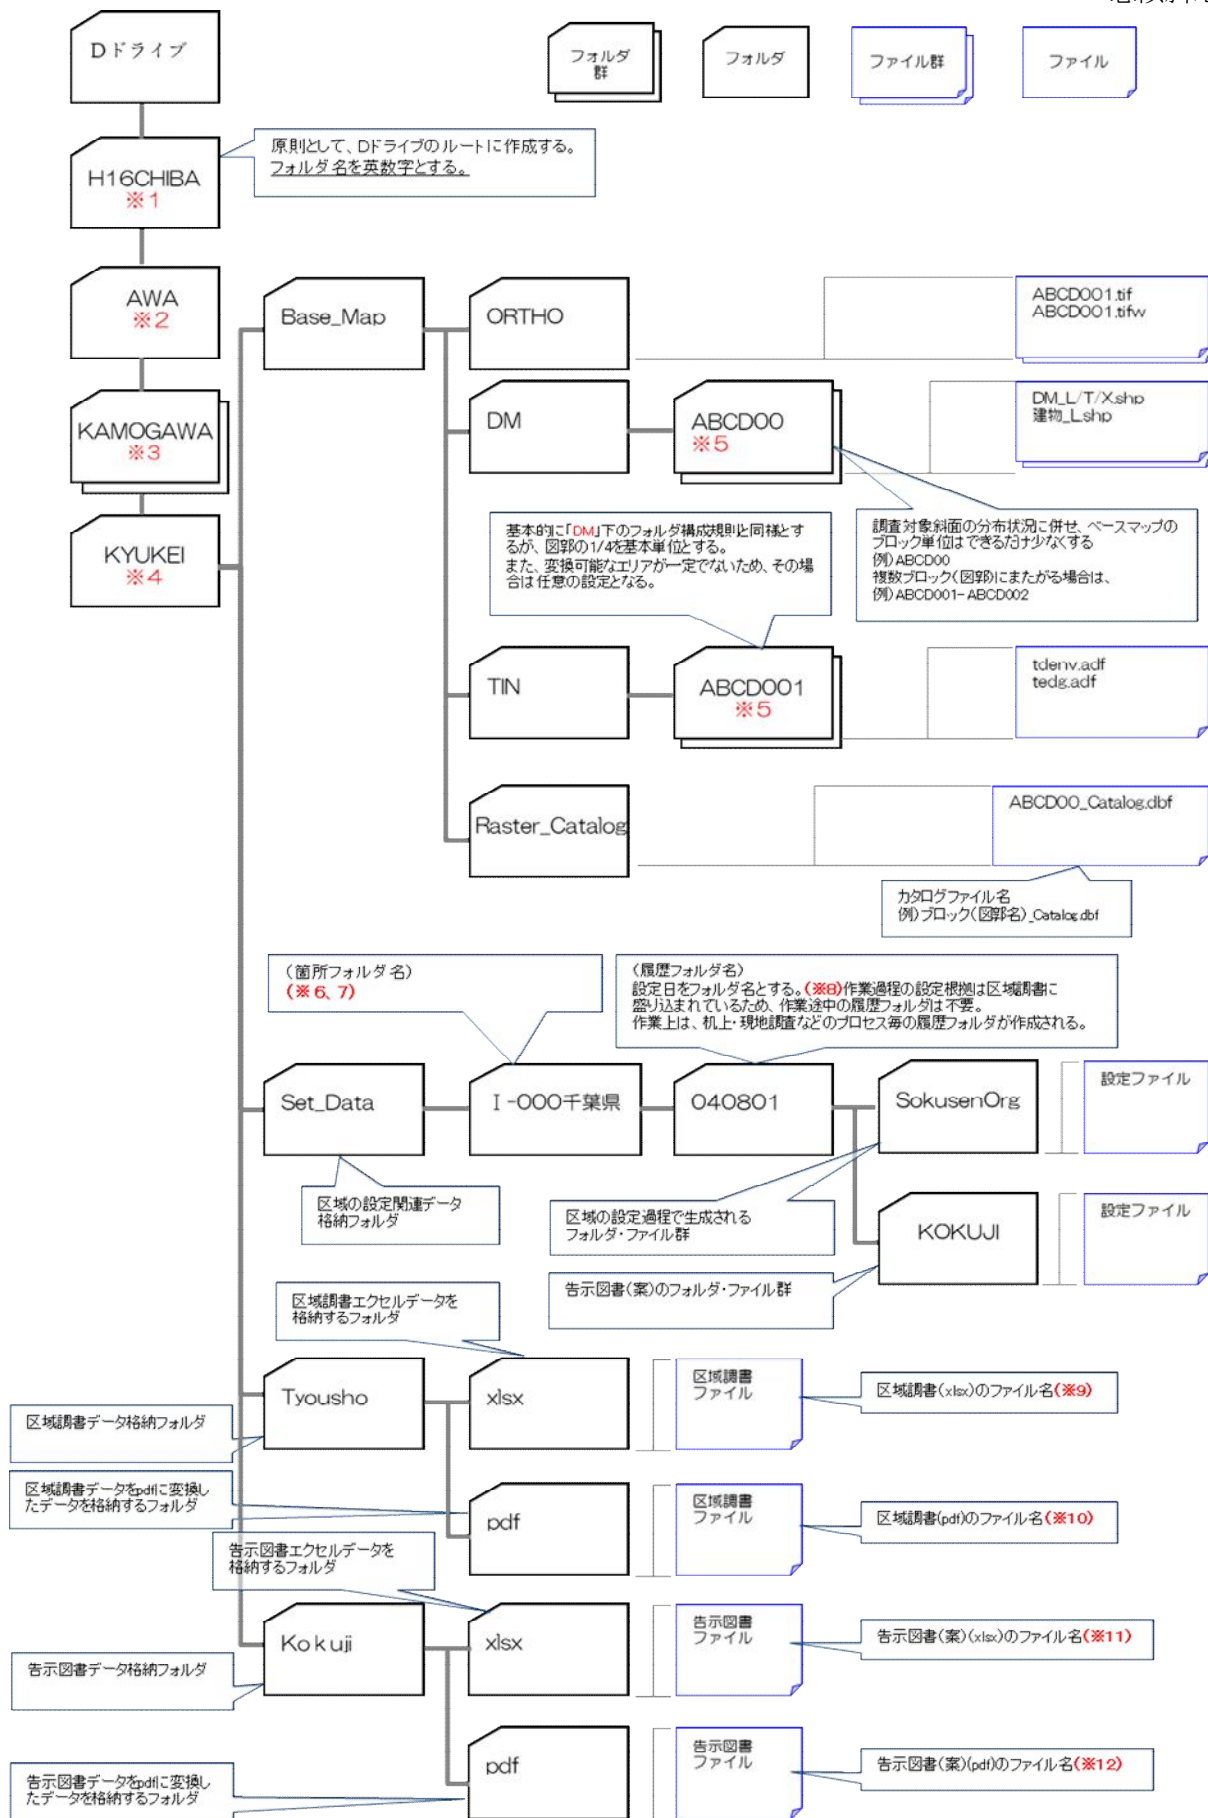 Dドライブ
フォルダ
群
フォルダ
ファイル群
ファイル
H16CHIBA
※1
原則として、Dドライブのルートに作成する。
フォルダ名を英数字とする。
AWA
※2
KAMOGAWA
※3
KYUKEI
※4
Base_Map
ORTHO
ABCD001.tif
ABCD001.tifw
DM
ABCD00
※5
DM_L/T/X.shp
建物_L.shp
基本的に「DM」下のフォルダ構成規則と同様とす
るが、図郭の1/4を基本単位とする。
また、変換可能なエリアが一定でないため、その場
合は任意の設定となる。
調査対象斜面の分布状況に併せ、ベースマップの
ブロック単位はできるだけ少なくする
例)ABCD00
複数ブロック(図郭)にまたがる場合は、
例)ABCD001-ABCD002
TIN
ABCD001
※5
tdenv.adf
tedg.adf
Raster_Catalog
ABCD00_Catalog.dbf
カタログファイル名
例)ブロック(図郭名)_Catalog.dbf
(箇所フォルダ名)
(※6、7)
(履歴フォルダ名)
設定日をフォルダ名とする。(※8)作業過程の設定根拠は区域調書に
盛り込まれているため、作業途中の履歴フォルダは不要。
作業上は、机上・現地調査などのプロセス毎の履歴フォルダが作成される。
Set_Data
Ⅰ-000千葉県
040801
SokusenOrg
設定ファイル
区域の設定関連データ
格納フォルダ
区域の設定過程で生成される
フォルダ・ファイル群
KOKUJI
設定ファイル
告示図書(案)のフォルダ・ファイル群
区域調書エクセルデータを
格納するフォルダ
Tyousho
xlsx
区域調書
ファイル
区域調書(xlsx)のファイル名(※9)
区域調書データ格納フォルダ
区域調書データをpdfに変換し
たデータを格納するフォルダ
pdf
区域調書
ファイル
区域調書(pdf)のファイル名(※10)
告示図書エクセルデータを
格納するフォルダ
Kokuji
xlsx
告示図書
ファイル
告示図書(案)(xlsx)のファイル名(※11)
告示図書データ格納フォルダ
pdf
告示図書
ファイル
告示図書(案)(pdf)のファイル名(※12)
告示図書データをpdfに変換し
たデータを格納するフォルダ